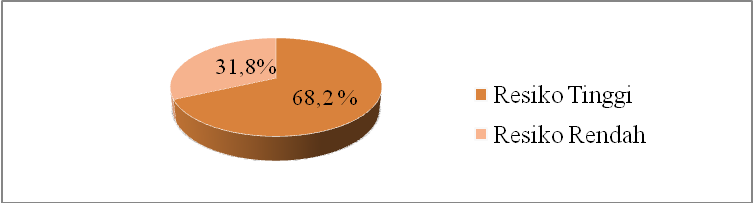 31,8%
68,2%
Resiko Tinggi
Resiko Rendah